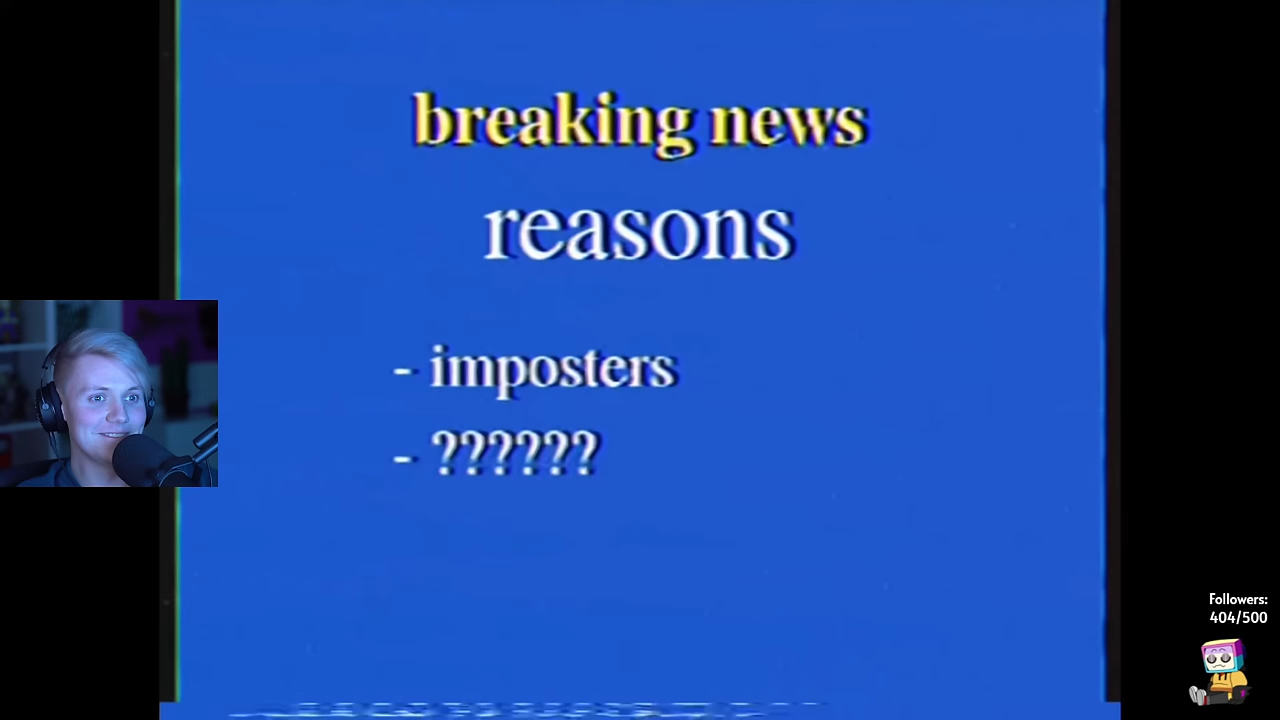 breaking news
reasons
- imposters
- ??????
Followers:
404/500